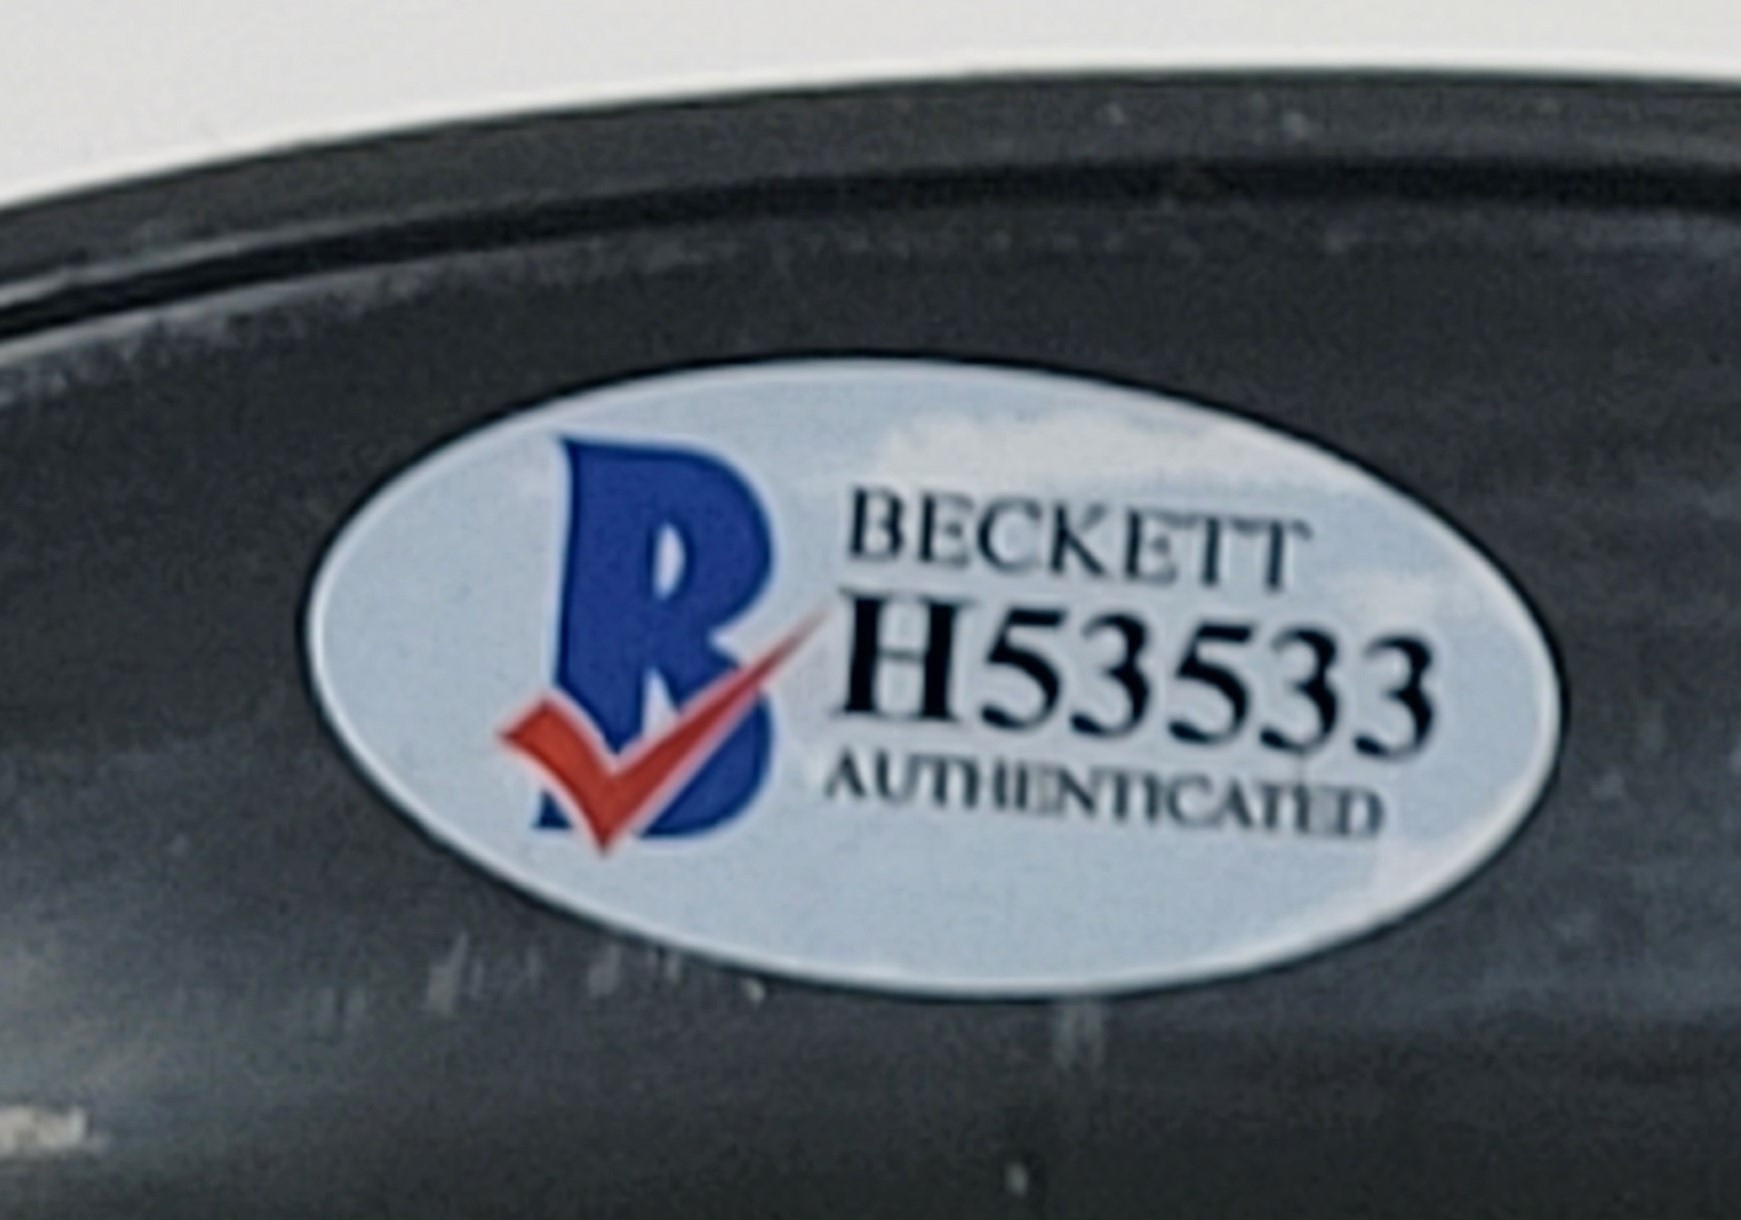 B
BECKETT
H53533
AUTHENTICATED